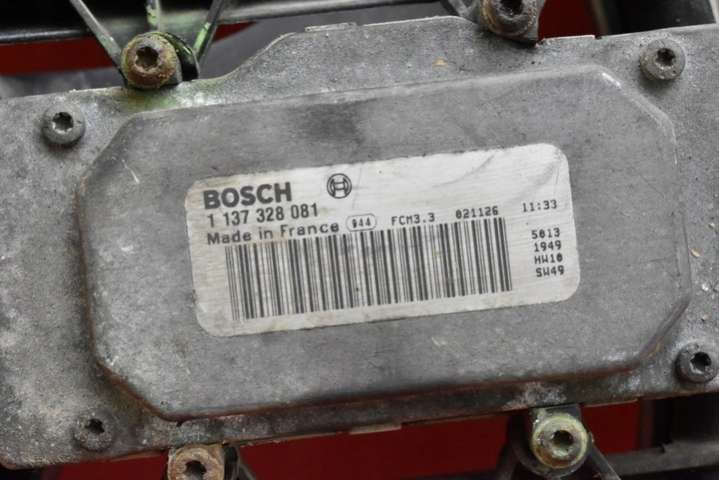 BOSCH
1 137 328 081
Made in France 944 FCM3.3 021126 11:33
5013
1949
HW10
SW49